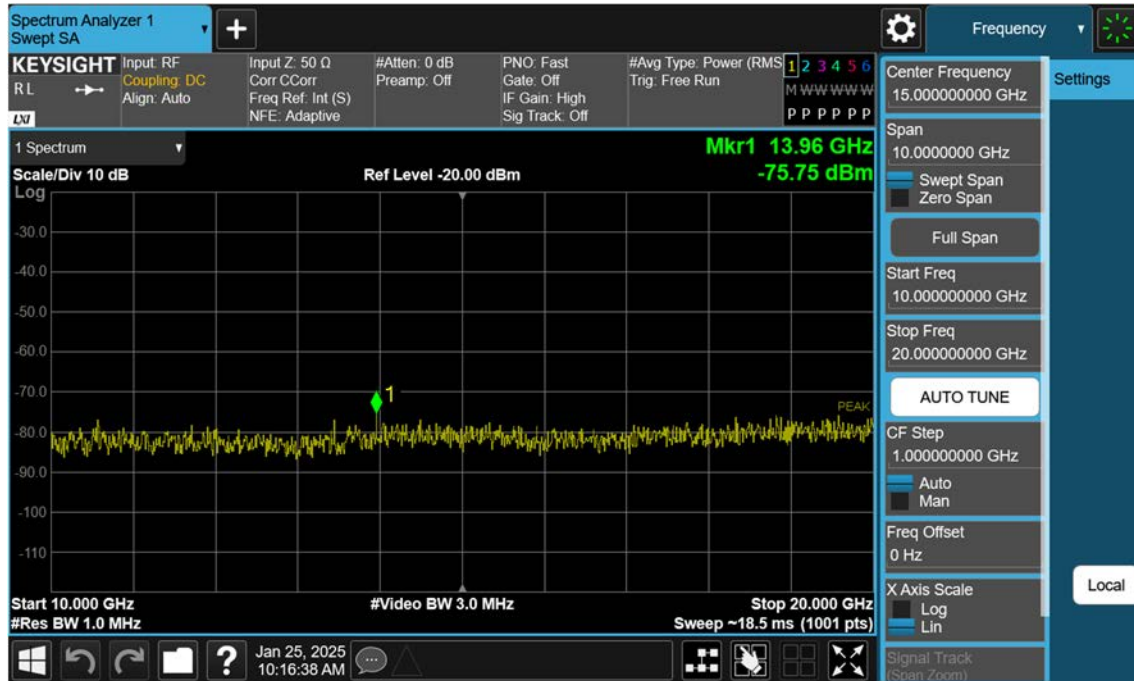 Spectrum Analyzer 1
Swept SA
Frequency
KEYSIGHT
RL
LXI
Input: RF
Coupling: DC
Align: Auto
Input Z: 50 Ω
Corr CCorr
Freq Ref: Int (S)
NFE: Adaptive
#Atten: 0 dB
Preamp: Off
PNO: Fast
Gate: Off
IF Gain: High
Sig Track: Off
#Avg Type: Power (RMS
Trig: Free Run
1 2 3 4 5 6
M W W W W W
P P P P P P
1 Spectrum
Mkr1 13.96 GHz
-75.75 dBm
Scale/Div 10 dB
Ref Level -20.00 dBm
Log
-30.0
-40.0
-50.0
-60.0
-70.0
-80.0
-90.0
-100
-110
1
PEAK
Start 10.000 GHz
#Video BW 3.0 MHz
Stop 20.000 GHz
#Res BW 1.0 MHz
Sweep ~18.5 ms (1001 pts)
Center Frequency
15.000000000 GHz
Span
10.0000000 GHz
Swept Span
Zero Span
Full Span
Start Freq
10.000000000 GHz
Stop Freq
20.000000000 GHz
AUTO TUNE
CF Step
1.000000000 GHz
Auto
Man
Freq Offset
0 Hz
X Axis Scale
Log
Lin
Signal Track
(Span Zoom)
Settings
Local
?
Jan 25, 2025
10:16:38 AM